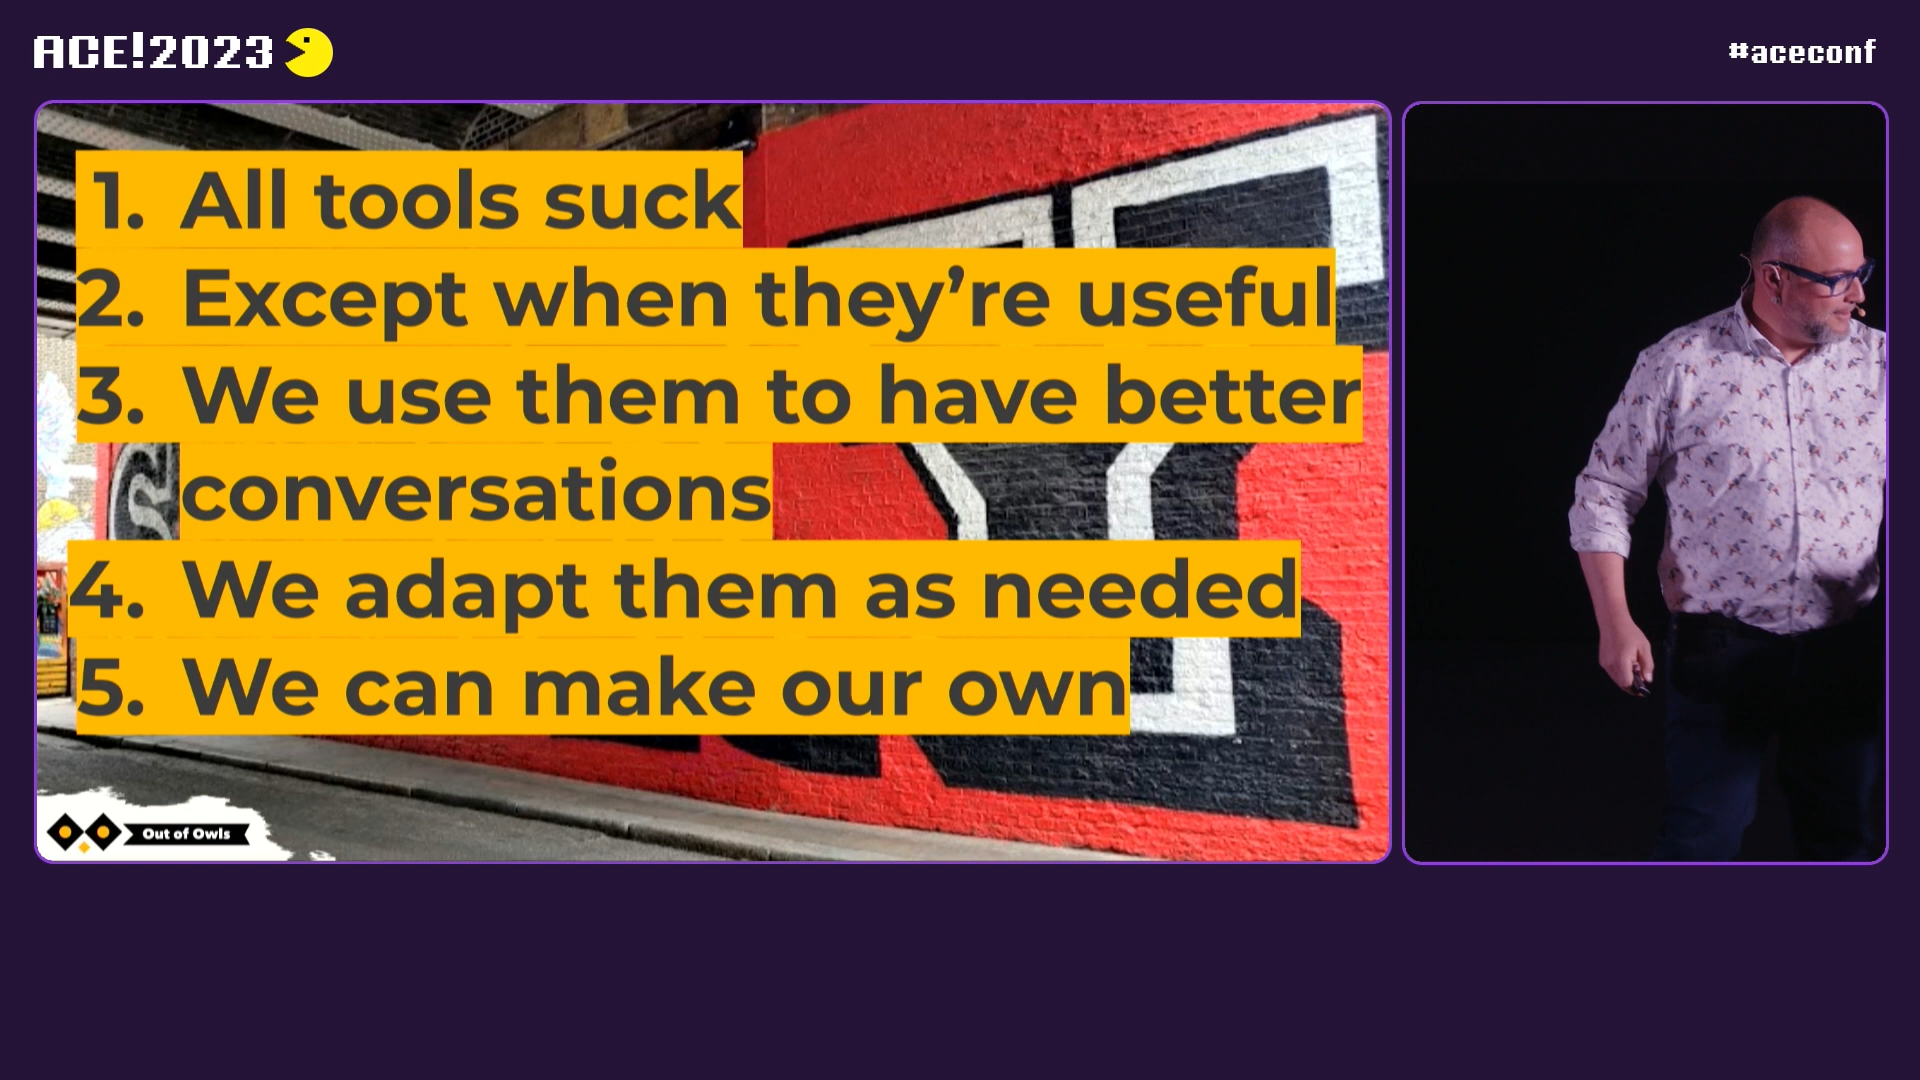 ACE!2023
#aceconf
1. All tools suck
2. Except when they’re useful
3. We use them to have better
conversations
4. We adapt them as needed
5. We can make our own
Out of Owls